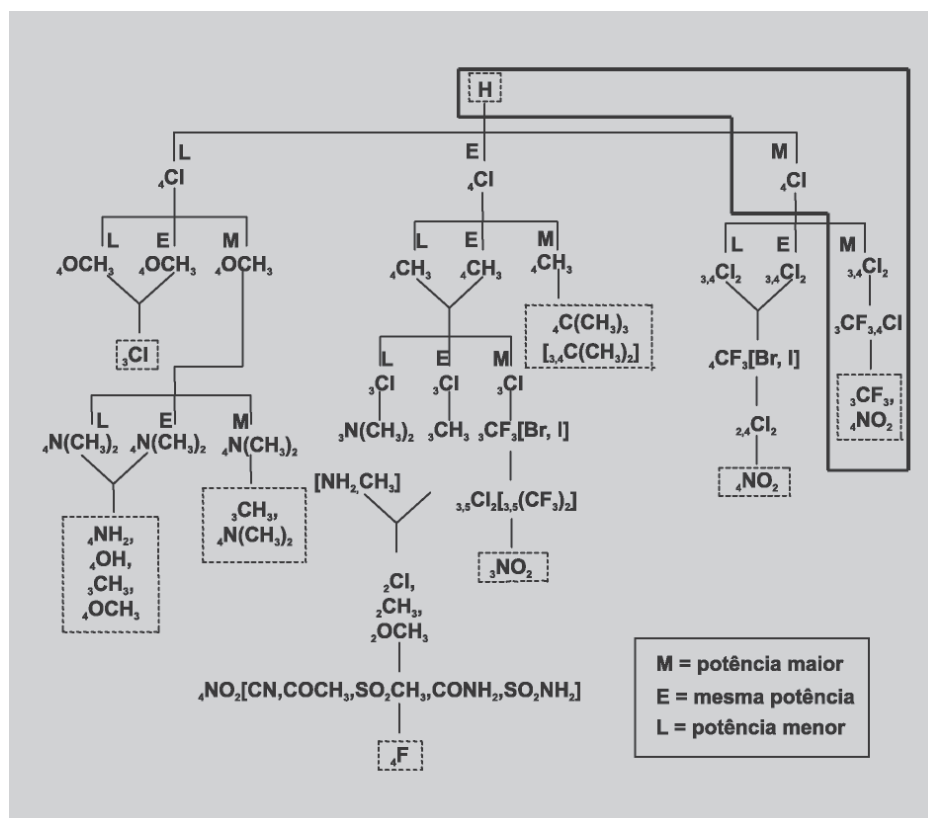 H
L E M
₄Cl ₄Cl ₄Cl
L E M L E M L E M
₄OCH₃ ₄OCH₃ ₄OCH₃ ₄CH₃ ₄CH₃ ₄CH₃ ₃,₄Cl₂ ₃,₄Cl₂ ₃,₄Cl₂
₃Cl
₄C(CH₃)₃
[₃,₄C(CH₃)₂]
₃CF₃,₄Cl
L E M
₃Cl ₃Cl ₃Cl
₄CF₃[Br, I]
₃CF₃,
₄NO₂
L E M
₄N(CH₃)₂ ₄N(CH₃)₂ ₄N(CH₃)₂
₃N(CH₃)₂ ₃CH₃ ₃CF₃[Br, I]
₂,₄Cl₂
[NH₂,CH₃]
₃,₅Cl₂[₃,₅(CF₃)₂]
₄NO₂
₃CH₃,
₄N(CH₃)₂
₄NH₂,
₄OH,
₃CH₃,
₄OCH₃
₃NO₂
₂Cl,
₂CH₃,
₂OCH₃
₄NO₂[CN,COCH₃,SO₂CH₃,CONH₂,SO₂NH₂]
₄F
M = potência maior
E = mesma potência
L = potência menor